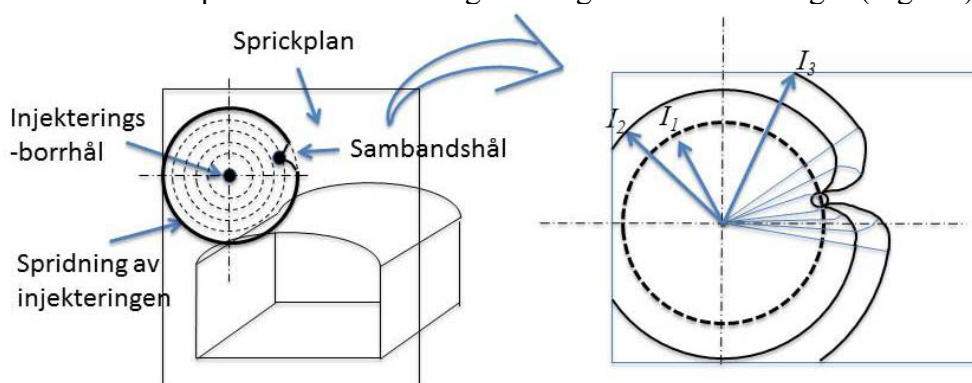 Sprickplan
Injekterings
-borrhål
Sambandshål
Spridning av
injekteringen
I₃
I₂
I₁